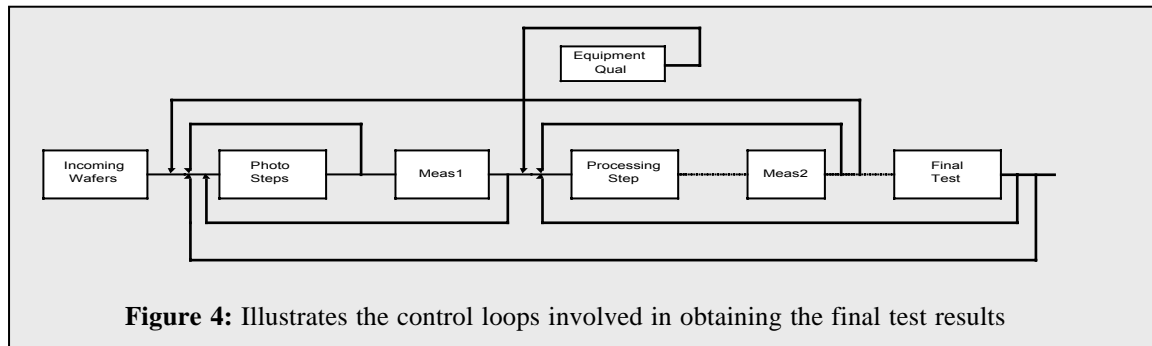 Equipment
Qual
Incoming
Wafers
Photo
Steps
Meas1
Processing
Step
Meas2
Final
Test
Figure 4: Illustrates the control loops involved in obtaining the final test results